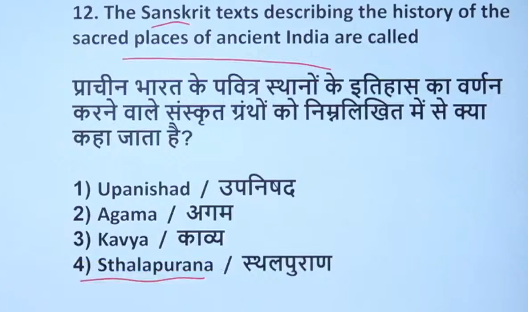 12. The Sanskrit texts describing the history of the
sacred places of ancient India are called
प्राचीन भारत के पवित्र स्थानों के इतिहास का वर्णन
करने वाले संस्कृत ग्रंथों को निम्नलिखित में से क्या
कहा जाता है?
1) Upanishad / उपनिषद
2) Agama / अगम
3) Kavya / काव्य
4) Sthalapurana / स्थलपुराण